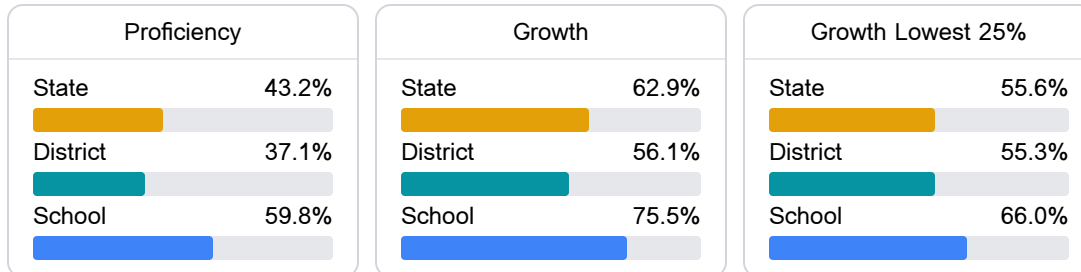 Proficiency
State 43.2%
District 37.1%
School 59.8%
Growth
State 62.9%
District 56.1%
School 75.5%
Growth Lowest 25%
State 55.6%
District 55.3%
School 66.0%